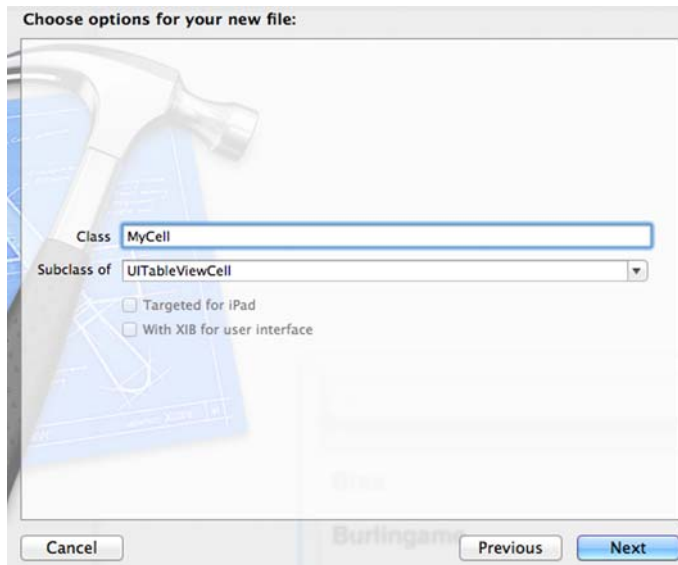 Choose options for your new file:
Class MyCell
Subclass of UITableViewCell
Targeted for iPad
With XIB for user interface
Burlingame
Cancel Previous Next